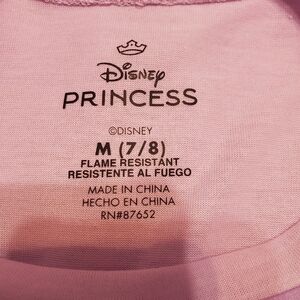 Disney
PRINCESS
©DISNEY
M (7/8)
FLAME RESISTANT
RESISTENTE AL FUEGO
MADE IN CHINA
HECHO EN CHINA
RN#87652